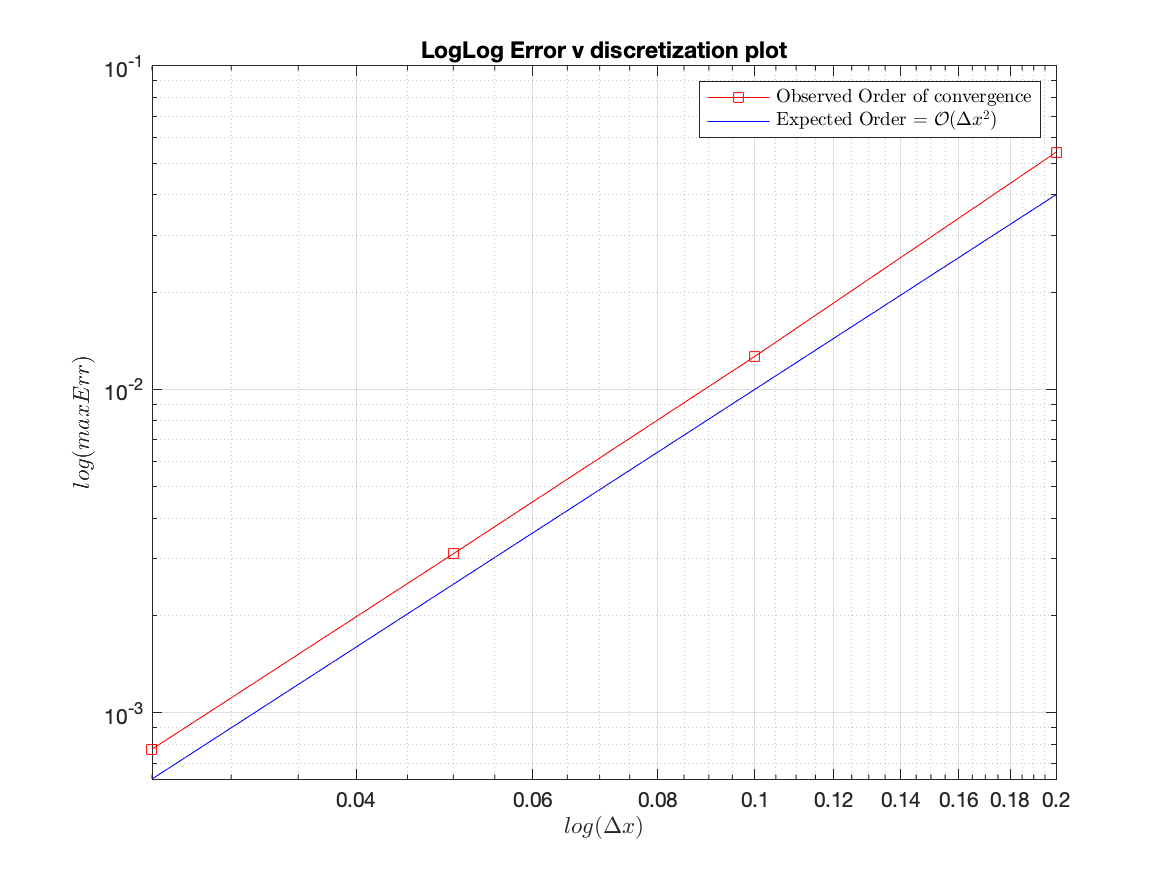 LogLog Error v discretization plot
10^-1
10^-2
10^-3
log(maxErr)
Observed Order of convergence
Expected Order = 𝒪(Δx²)
0.04 0.06 0.08 0.1 0.12 0.14 0.16 0.18 0.2
log(Δx)